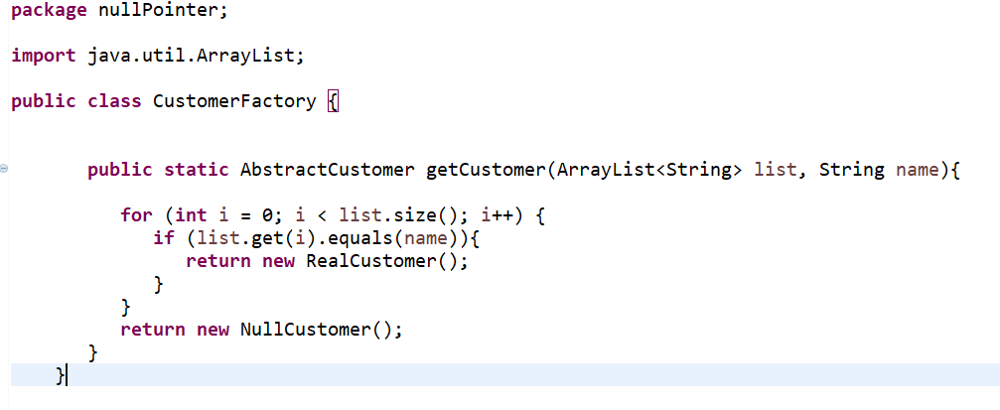 package nullPointer;
import java.util.ArrayList;
public class CustomerFactory {
public static AbstractCustomer getCustomer(ArrayList<String> list, String name){
for (int i = 0; i < list.size(); i++) {
if (list.get(i).equals(name)){
return new RealCustomer();
}
}
return new NullCustomer();
}
}